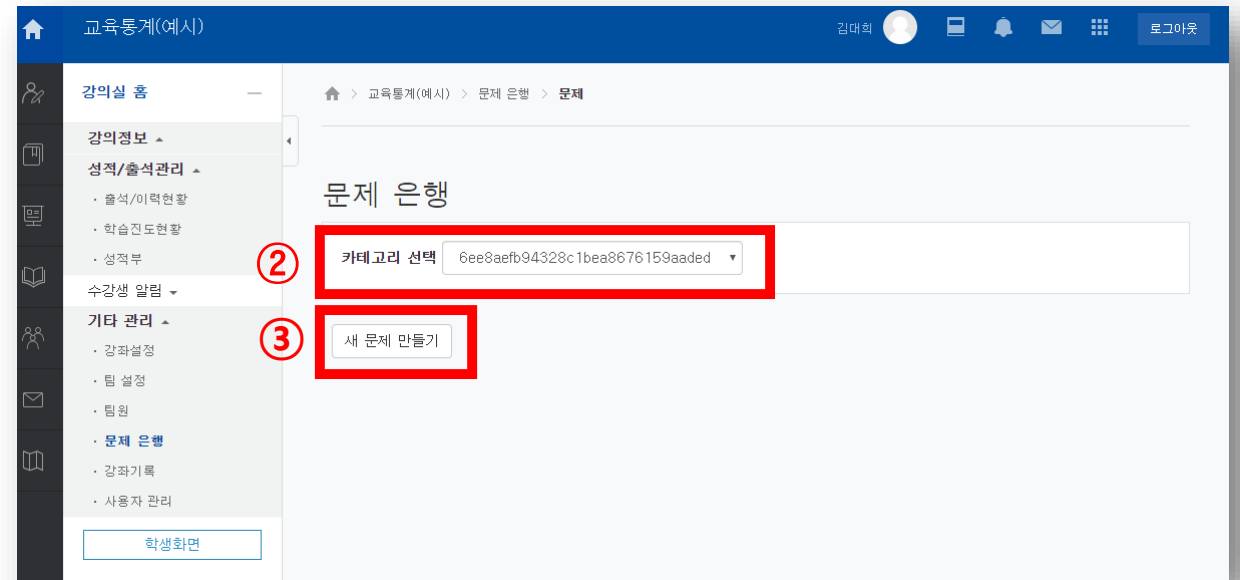 교육통계(예시)
김대희
로그아웃
강의실 홈
강의정보
성적/출석관리
· 출석/이력현황
· 학습진도현황
· 성적부
수강생 알림
기타 관리
· 강좌설정
· 팀 설정
· 팀원
· 문제 은행
· 강좌기록
· 사용자 관리
학생화면
> 교육통계(예시) > 문제 은행 > 문제
문제 은행
② 카테고리 선택 6ee8aefb94328c1bea8676159aaded
③ 새 문제 만들기